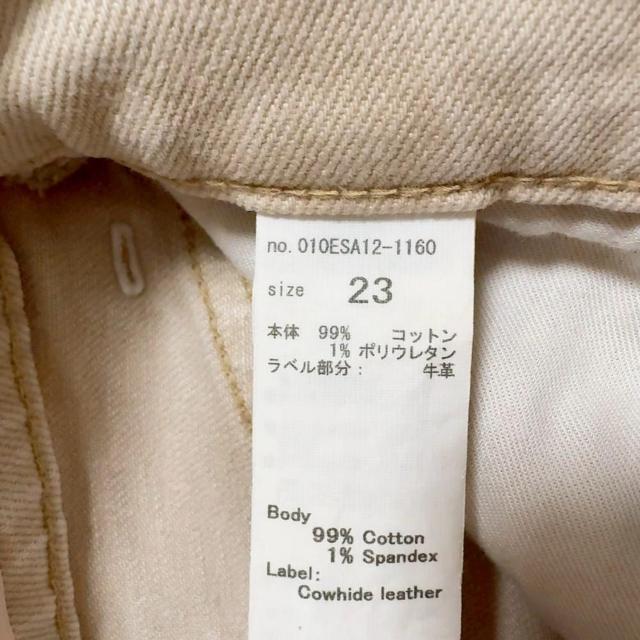 no. 010ESA12-1160
size 23
本体 99% コットン
1% ポリウレタン
ラベル部分： 牛革
Body
99% Cotton
1% Spandex
Label:
Cowhide leather